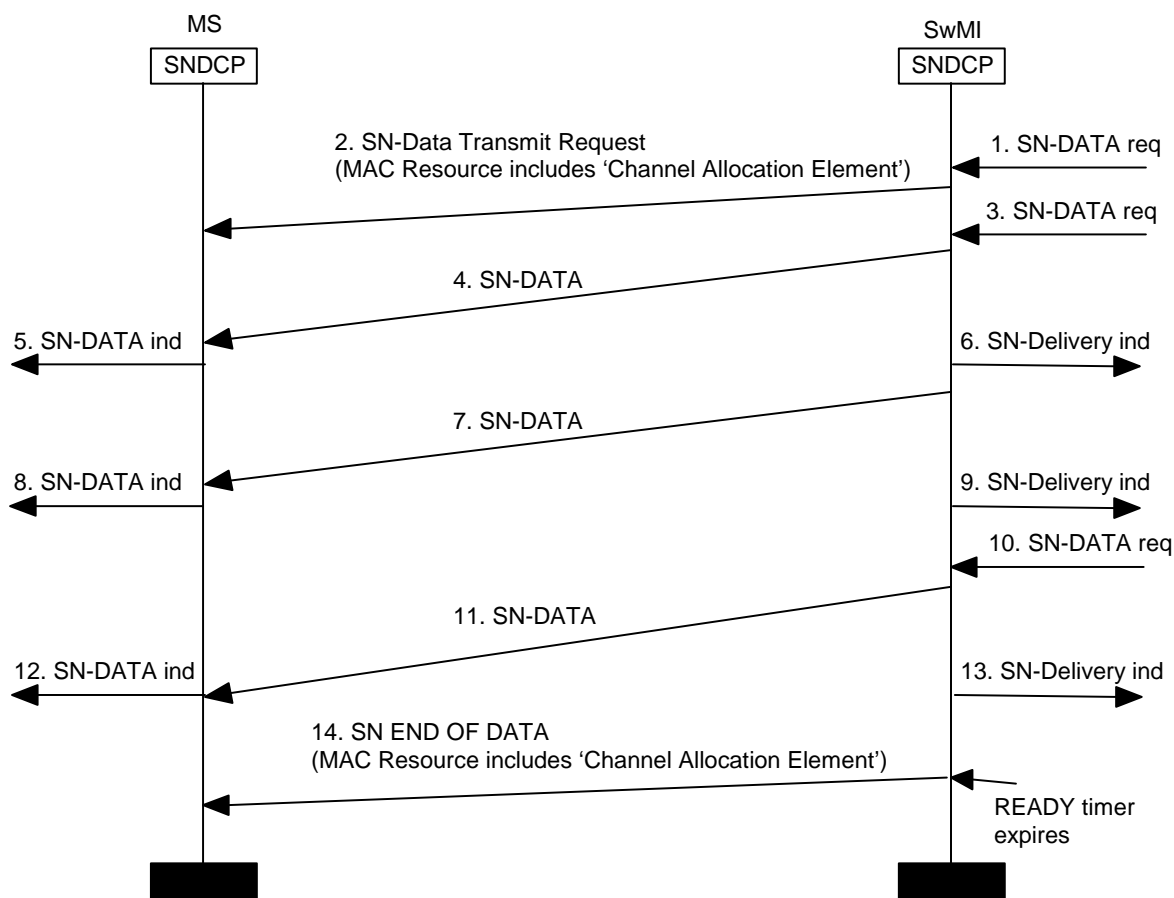 MS
SwMI
SNDCP
SNDCP
2. SN-Data Transmit Request
(MAC Resource includes ‘Channel Allocation Element’)
1. SN-DATA req
3. SN-DATA req
4. SN-DATA
5. SN-DATA ind
6. SN-Delivery ind
7. SN-DATA
8. SN-DATA ind
9. SN-Delivery ind
10. SN-DATA req
11. SN-DATA
12. SN-DATA ind
13. SN-Delivery ind
14. SN END OF DATA
(MAC Resource includes ‘Channel Allocation Element’)
READY timer
expires